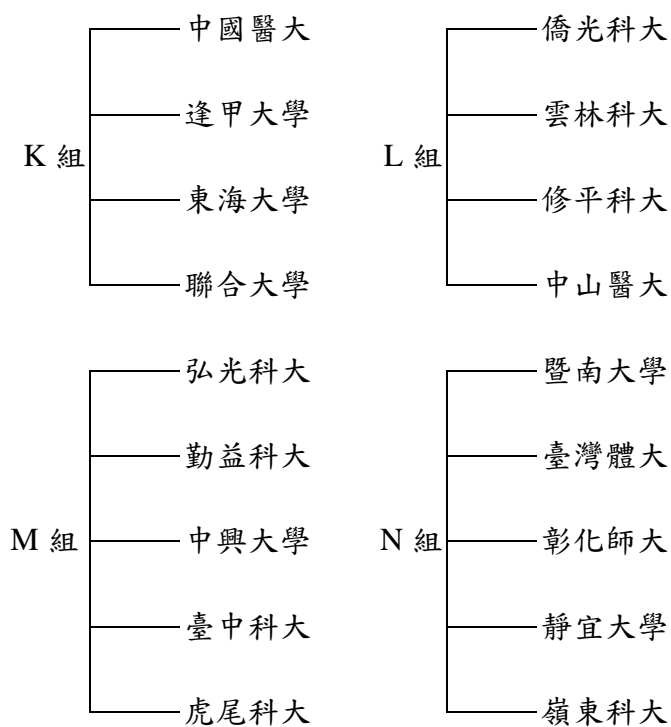 中國醫大
逢甲大學
K 組
東海大學
聯合大學
僑光科大
雲林科大
L 組
修平科大
中山醫大
弘光科大
勤益科大
M 組
中興大學
臺中科大
虎尾科大
暨南大學
臺灣體大
N 組
彰化師大
靜宜大學
嶺東科大